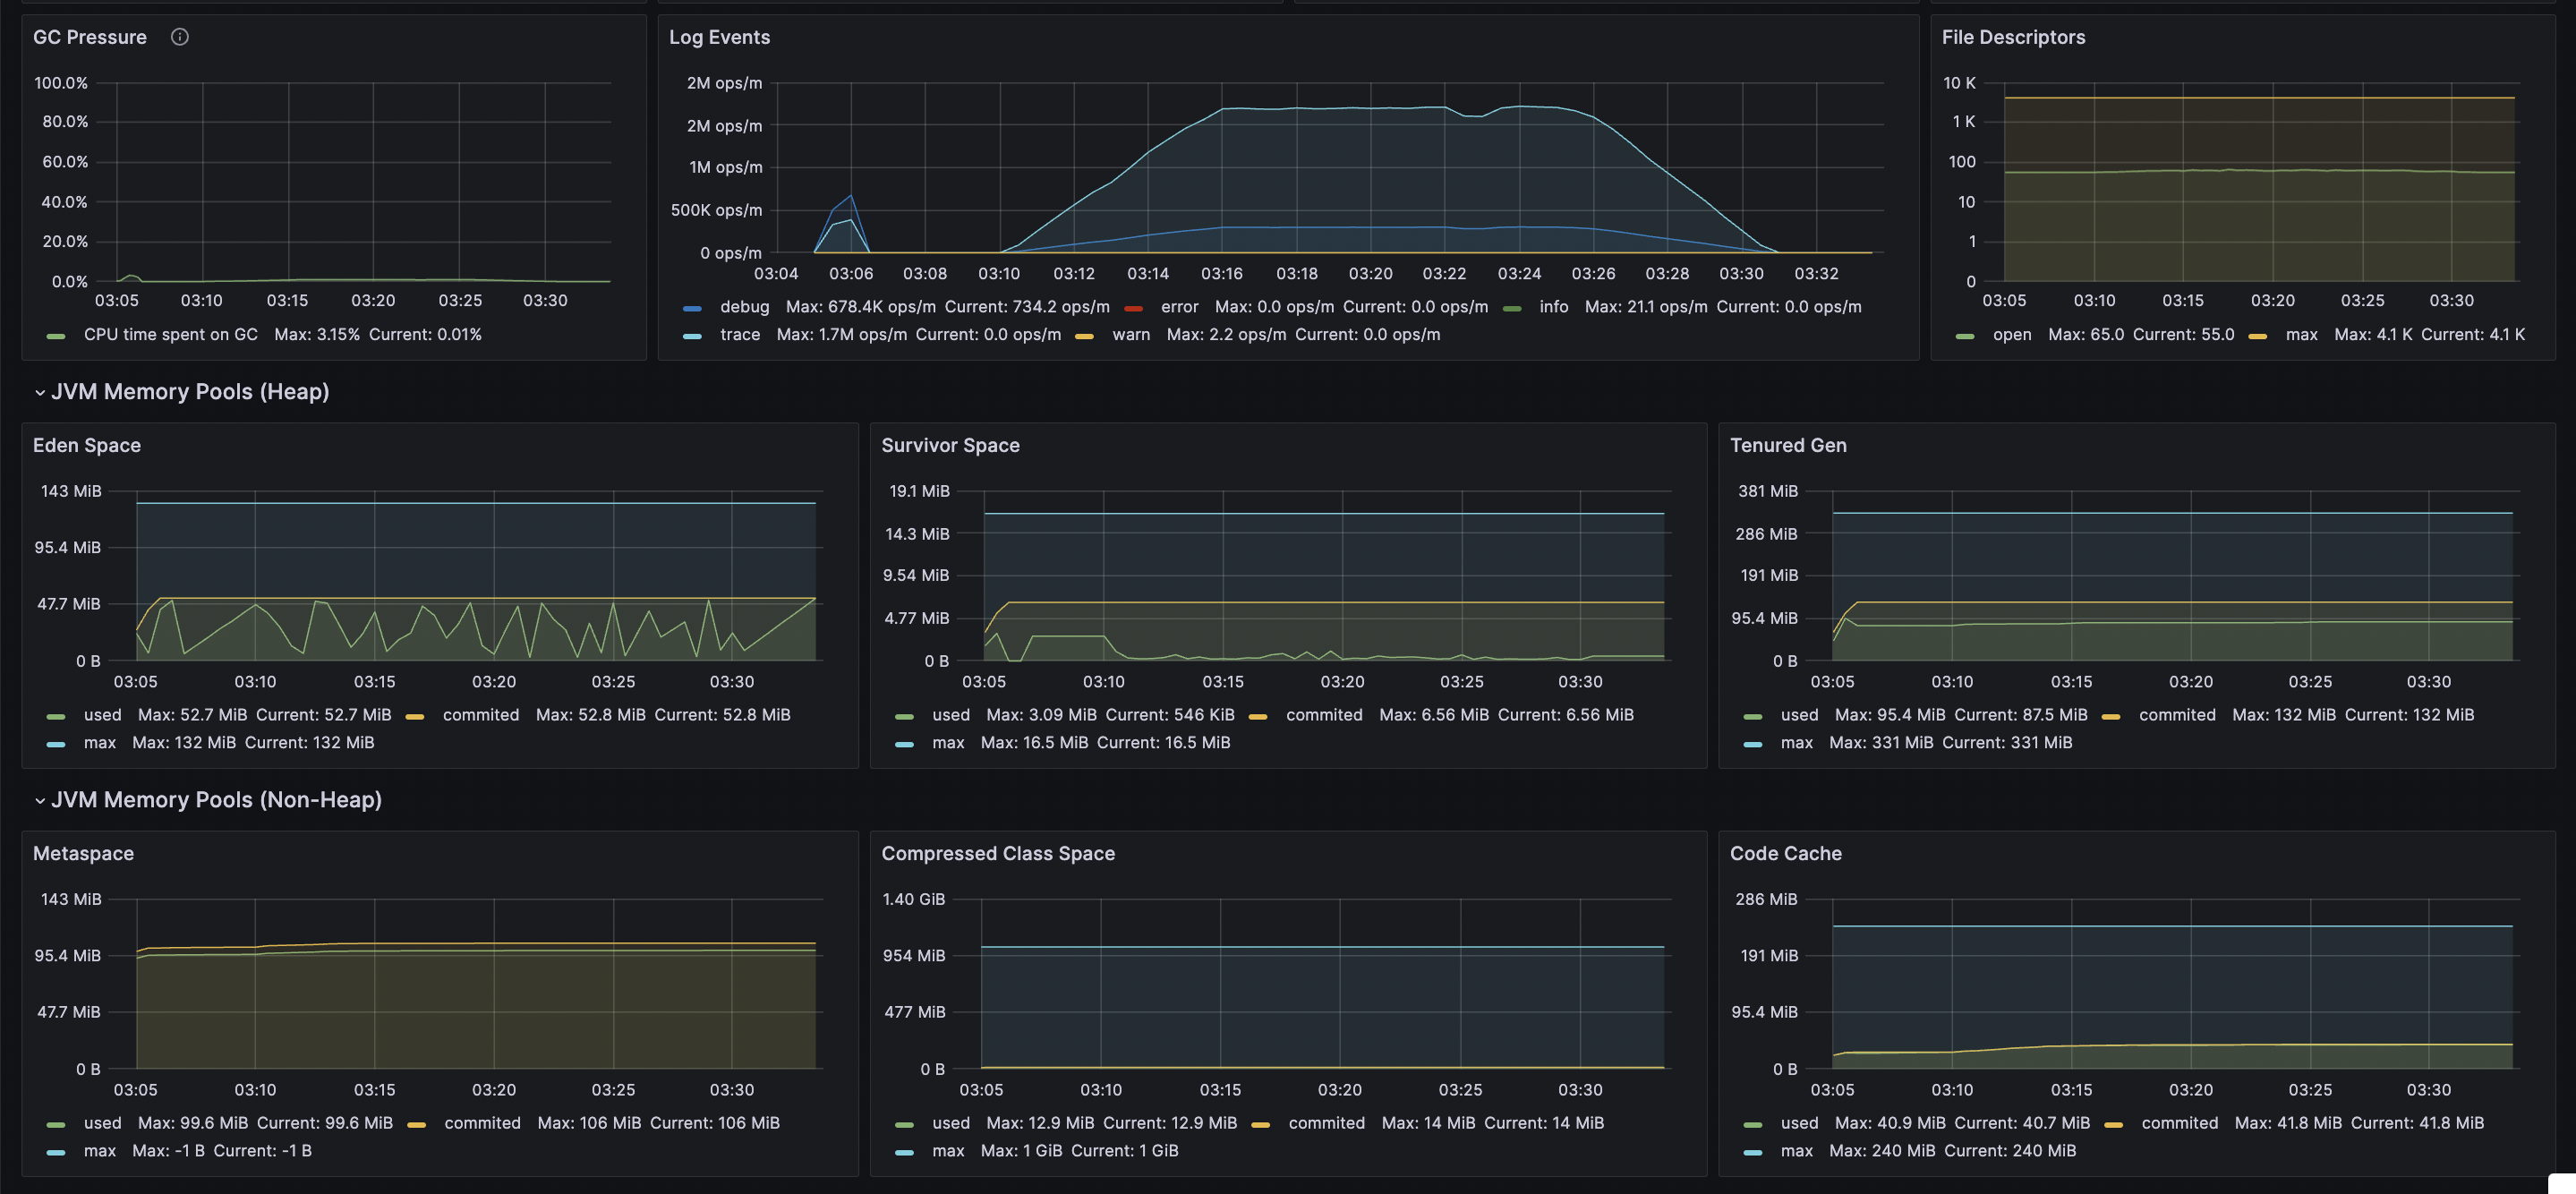 GC Pressure
100.0%
80.0%
60.0%
40.0%
20.0%
0.0%
03:05 03:10 03:15 03:20 03:25 03:30
CPU time spent on GC Max: 3.15% Current: 0.01%
Log Events
2M ops/m
2M ops/m
1M ops/m
500K ops/m
0 ops/m
03:04 03:06 03:08 03:10 03:12 03:14 03:16 03:18 03:20 03:22 03:24 03:26 03:28 03:30 03:32
debug Max: 678.4K ops/m Current: 734.2 ops/m error Max: 0.0 ops/m Current: 0.0 ops/m info Max: 21.1 ops/m Current: 0.0 ops/m
trace Max: 1.7M ops/m Current: 0.0 ops/m warn Max: 2.2 ops/m Current: 0.0 ops/m
File Descriptors
10 K
1 K
100
10
1
0
03:05 03:10 03:15 03:20 03:25 03:30
open Max: 65.0 Current: 55.0 max Max: 4.1 K Current: 4.1 K
JVM Memory Pools (Heap)
Eden Space
143 MiB
95.4 MiB
47.7 MiB
0 B
03:05 03:10 03:15 03:20 03:25 03:30
used Max: 52.7 MiB Current: 52.7 MiB commited Max: 52.8 MiB Current: 52.8 MiB
max Max: 132 MiB Current: 132 MiB
Survivor Space
19.1 MiB
14.3 MiB
9.54 MiB
4.77 MiB
0 B
03:05 03:10 03:15 03:20 03:25 03:30
used Max: 3.09 MiB Current: 546 KiB commited Max: 6.56 MiB Current: 6.56 MiB
max Max: 16.5 MiB Current: 16.5 MiB
Tenured Gen
381 MiB
286 MiB
191 MiB
95.4 MiB
0 B
03:05 03:10 03:15 03:20 03:25 03:30
used Max: 95.4 MiB Current: 87.5 MiB commited Max: 132 MiB Current: 132 MiB
max Max: 331 MiB Current: 331 MiB
JVM Memory Pools (Non-Heap)
Metaspace
143 MiB
95.4 MiB
47.7 MiB
0 B
03:05 03:10 03:15 03:20 03:25 03:30
used Max: 99.6 MiB Current: 99.6 MiB commited Max: 106 MiB Current: 106 MiB
max Max: -1 B Current: -1 B
Compressed Class Space
1.40 GiB
954 MiB
477 MiB
0 B
03:05 03:10 03:15 03:20 03:25 03:30
used Max: 12.9 MiB Current: 12.9 MiB commited Max: 14 MiB Current: 14 MiB
max Max: 1 GiB Current: 1 GiB
Code Cache
286 MiB
191 MiB
95.4 MiB
0 B
03:05 03:10 03:15 03:20 03:25 03:30
used Max: 40.9 MiB Current: 40.7 MiB commited Max: 41.8 MiB Current: 41.8 MiB
max Max: 240 MiB Current: 240 MiB